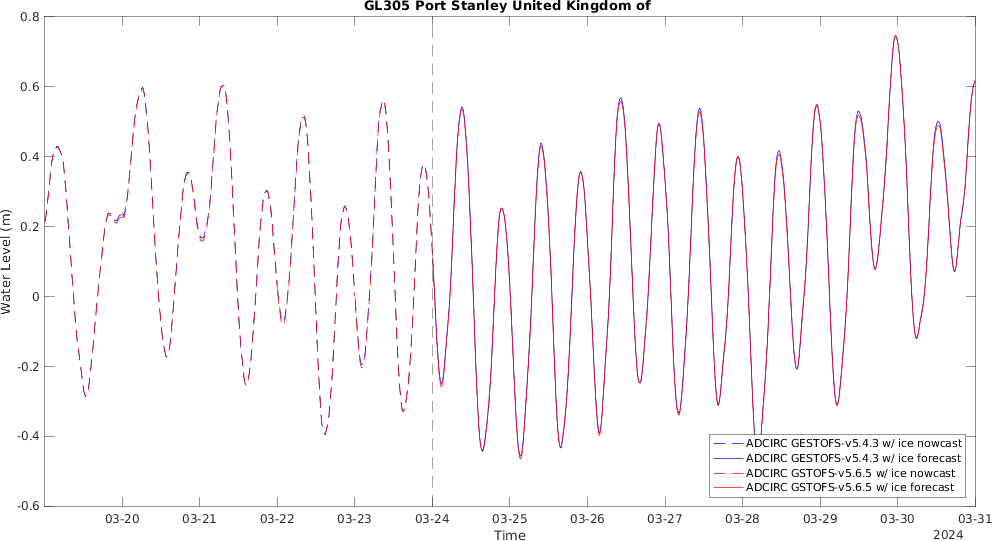 GL305 Port Stanley United Kingdom of
0.8
0.6
0.4
0.2
0
-0.2
-0.4
-0.6
Water Level (m)
ADCIRC GESTOFS-v5.4.3 w/ ice nowcast
ADCIRC GESTOFS-v5.4.3 w/ ice forecast
ADCIRC GSTOFS-v5.6.5 w/ ice nowcast
ADCIRC GSTOFS-v5.6.5 w/ ice forecast
03-20 03-21 03-22 03-23 03-24 03-25 03-26 03-27 03-28 03-29 03-30 03-31
Time
2024